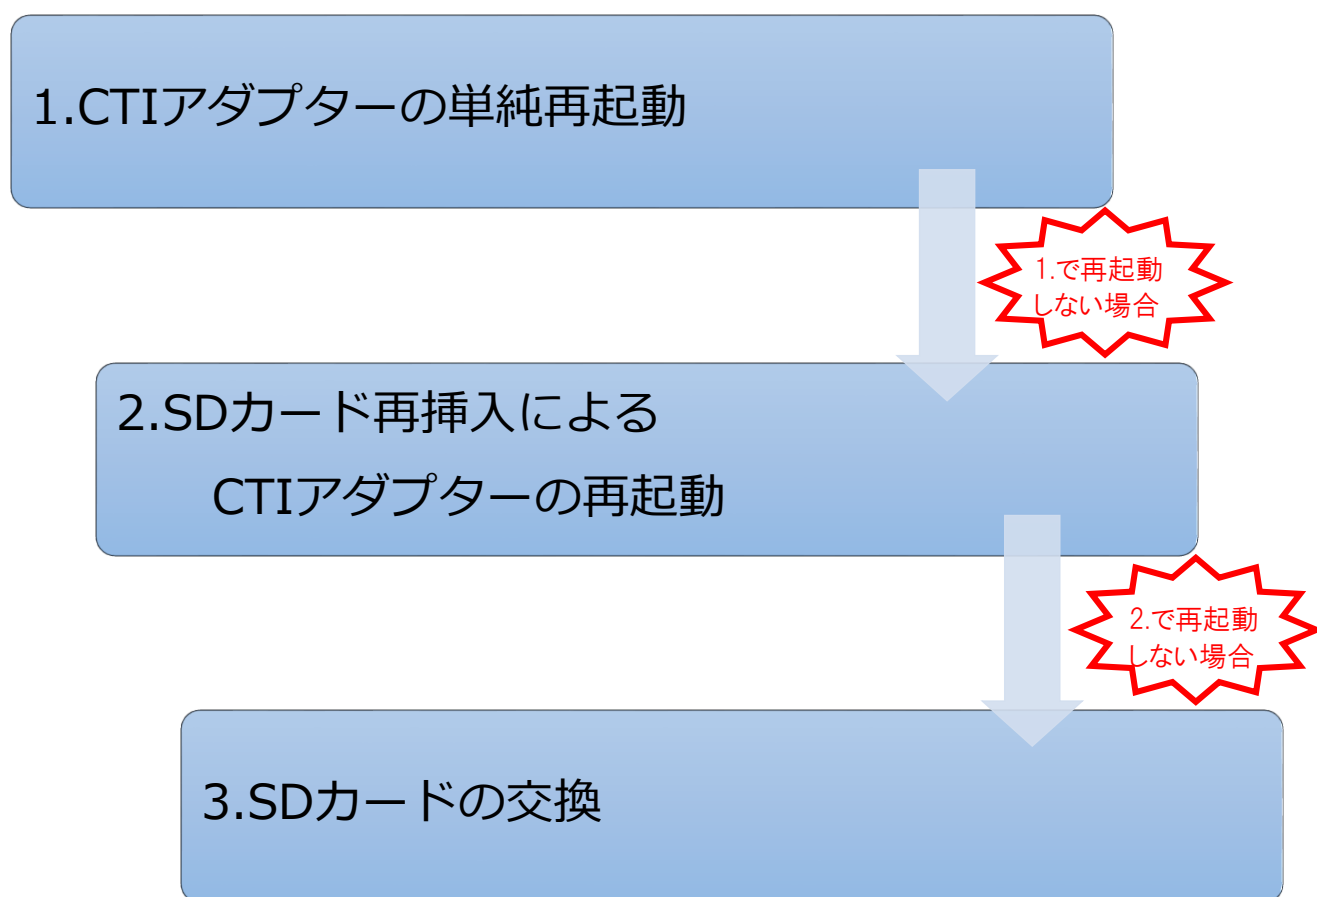 1.CTIアダプターの単純再起動
1.で再起動
しない場合
2.SDカード再挿入による
CTIアダプターの再起動
2.で再起動
しない場合
3.SDカードの交換